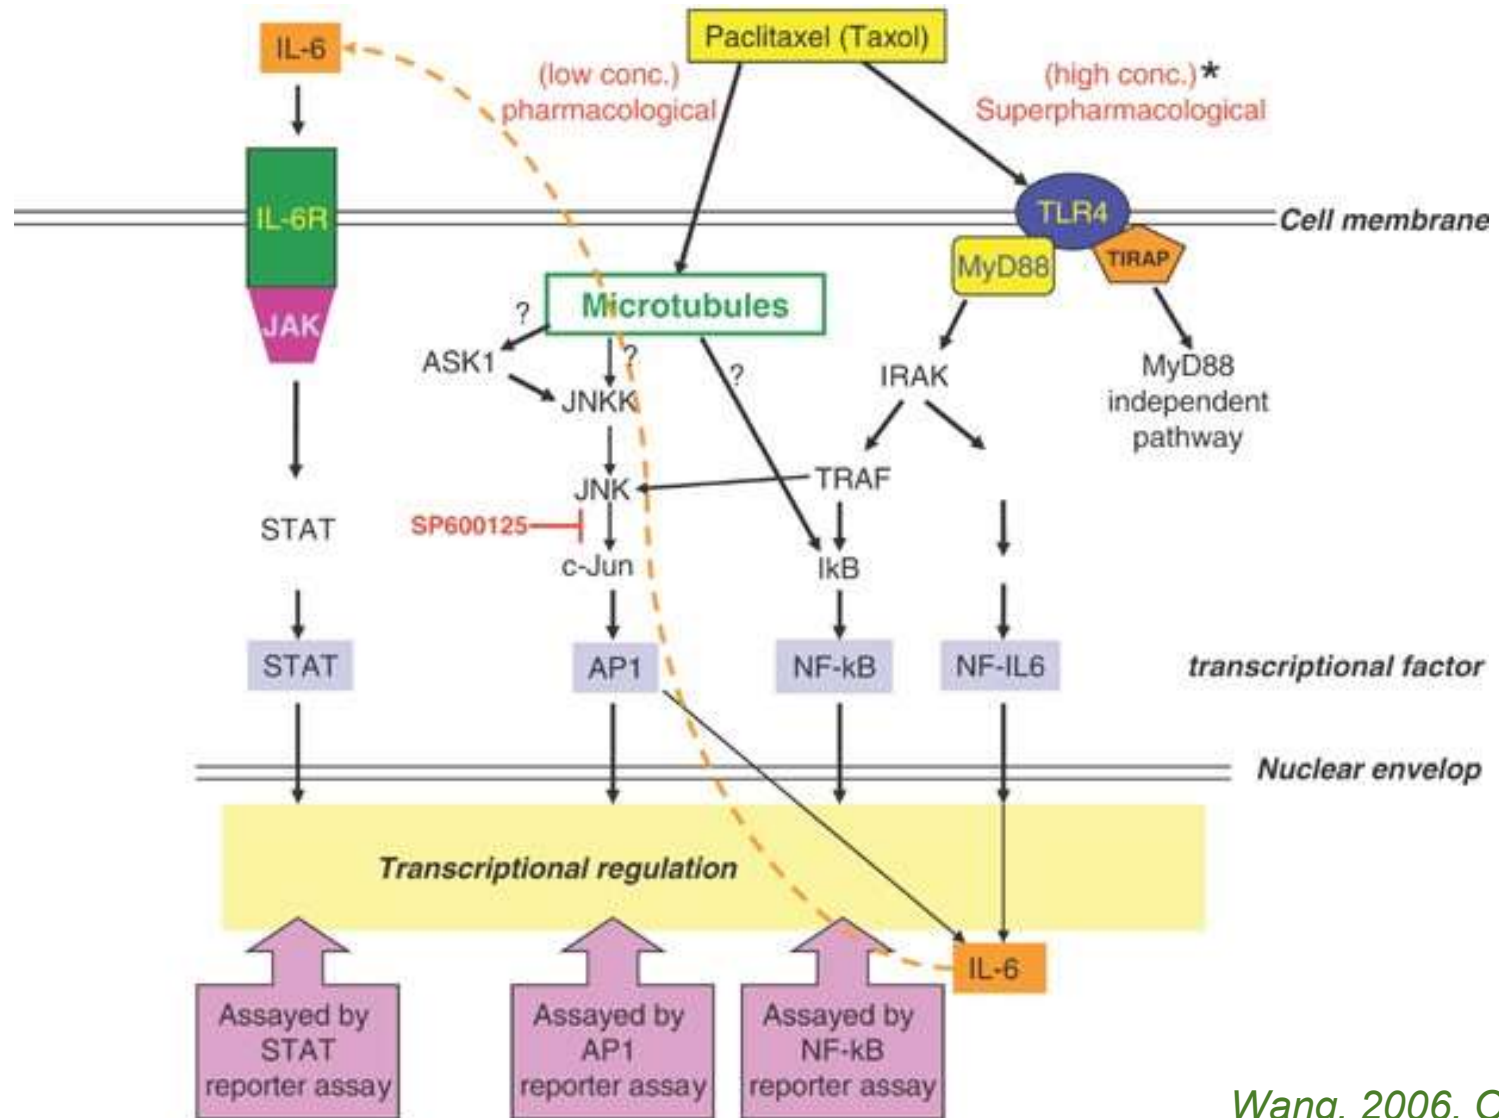 IL-6
Paclitaxel (Taxol)
(low conc.)
pharmacological
(high conc.)*
Superpharmacological
IL-6R
TLR4
Cell membrane
MyD88
TIRAP
JAK
Microtubules
?
?
?
ASK1
JNKK
IRAK
MyD88
independent
pathway
JNK
TRAF
STAT
SP600125
c-Jun
IkB
STAT
AP1
NF-kB
NF-IL6
transcriptional factor
Nuclear envelop
Transcriptional regulation
IL-6
Assayed by
STAT
reporter assay
Assayed by
AP1
reporter assay
Assayed by
NF-kB
reporter assay
Wang, 2006, O